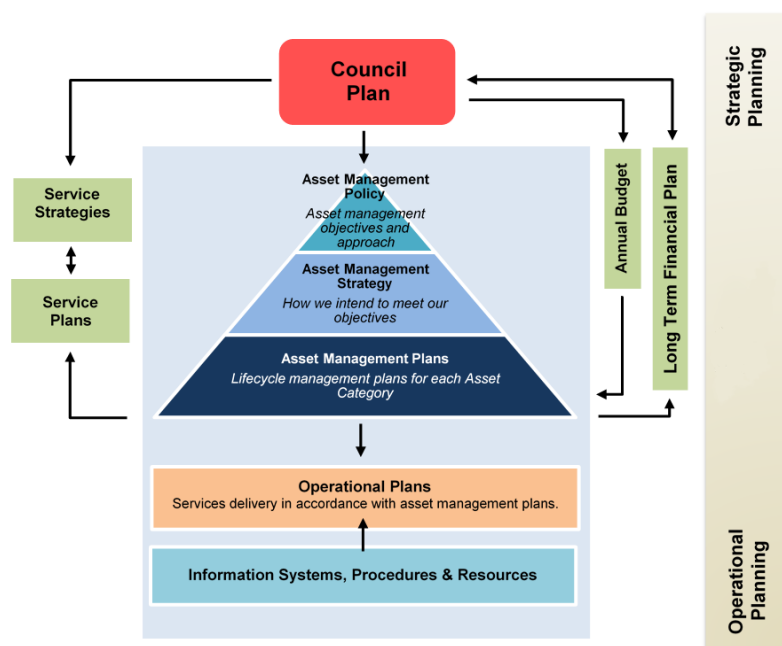 Council
Plan
Strategic
Planning
Service
Strategies
Service
Plans
Asset Management
Policy
Asset management
objectives and
approach
Asset Management
Strategy
How we intend to meet our
objectives
Asset Management Plans
Lifecycle management plans for each Asset
Category
Annual Budget
Long Term Financial Plan
Operational Plans
Services delivery in accordance with asset management plans.
Information Systems, Procedures & Resources
Operational
Planning